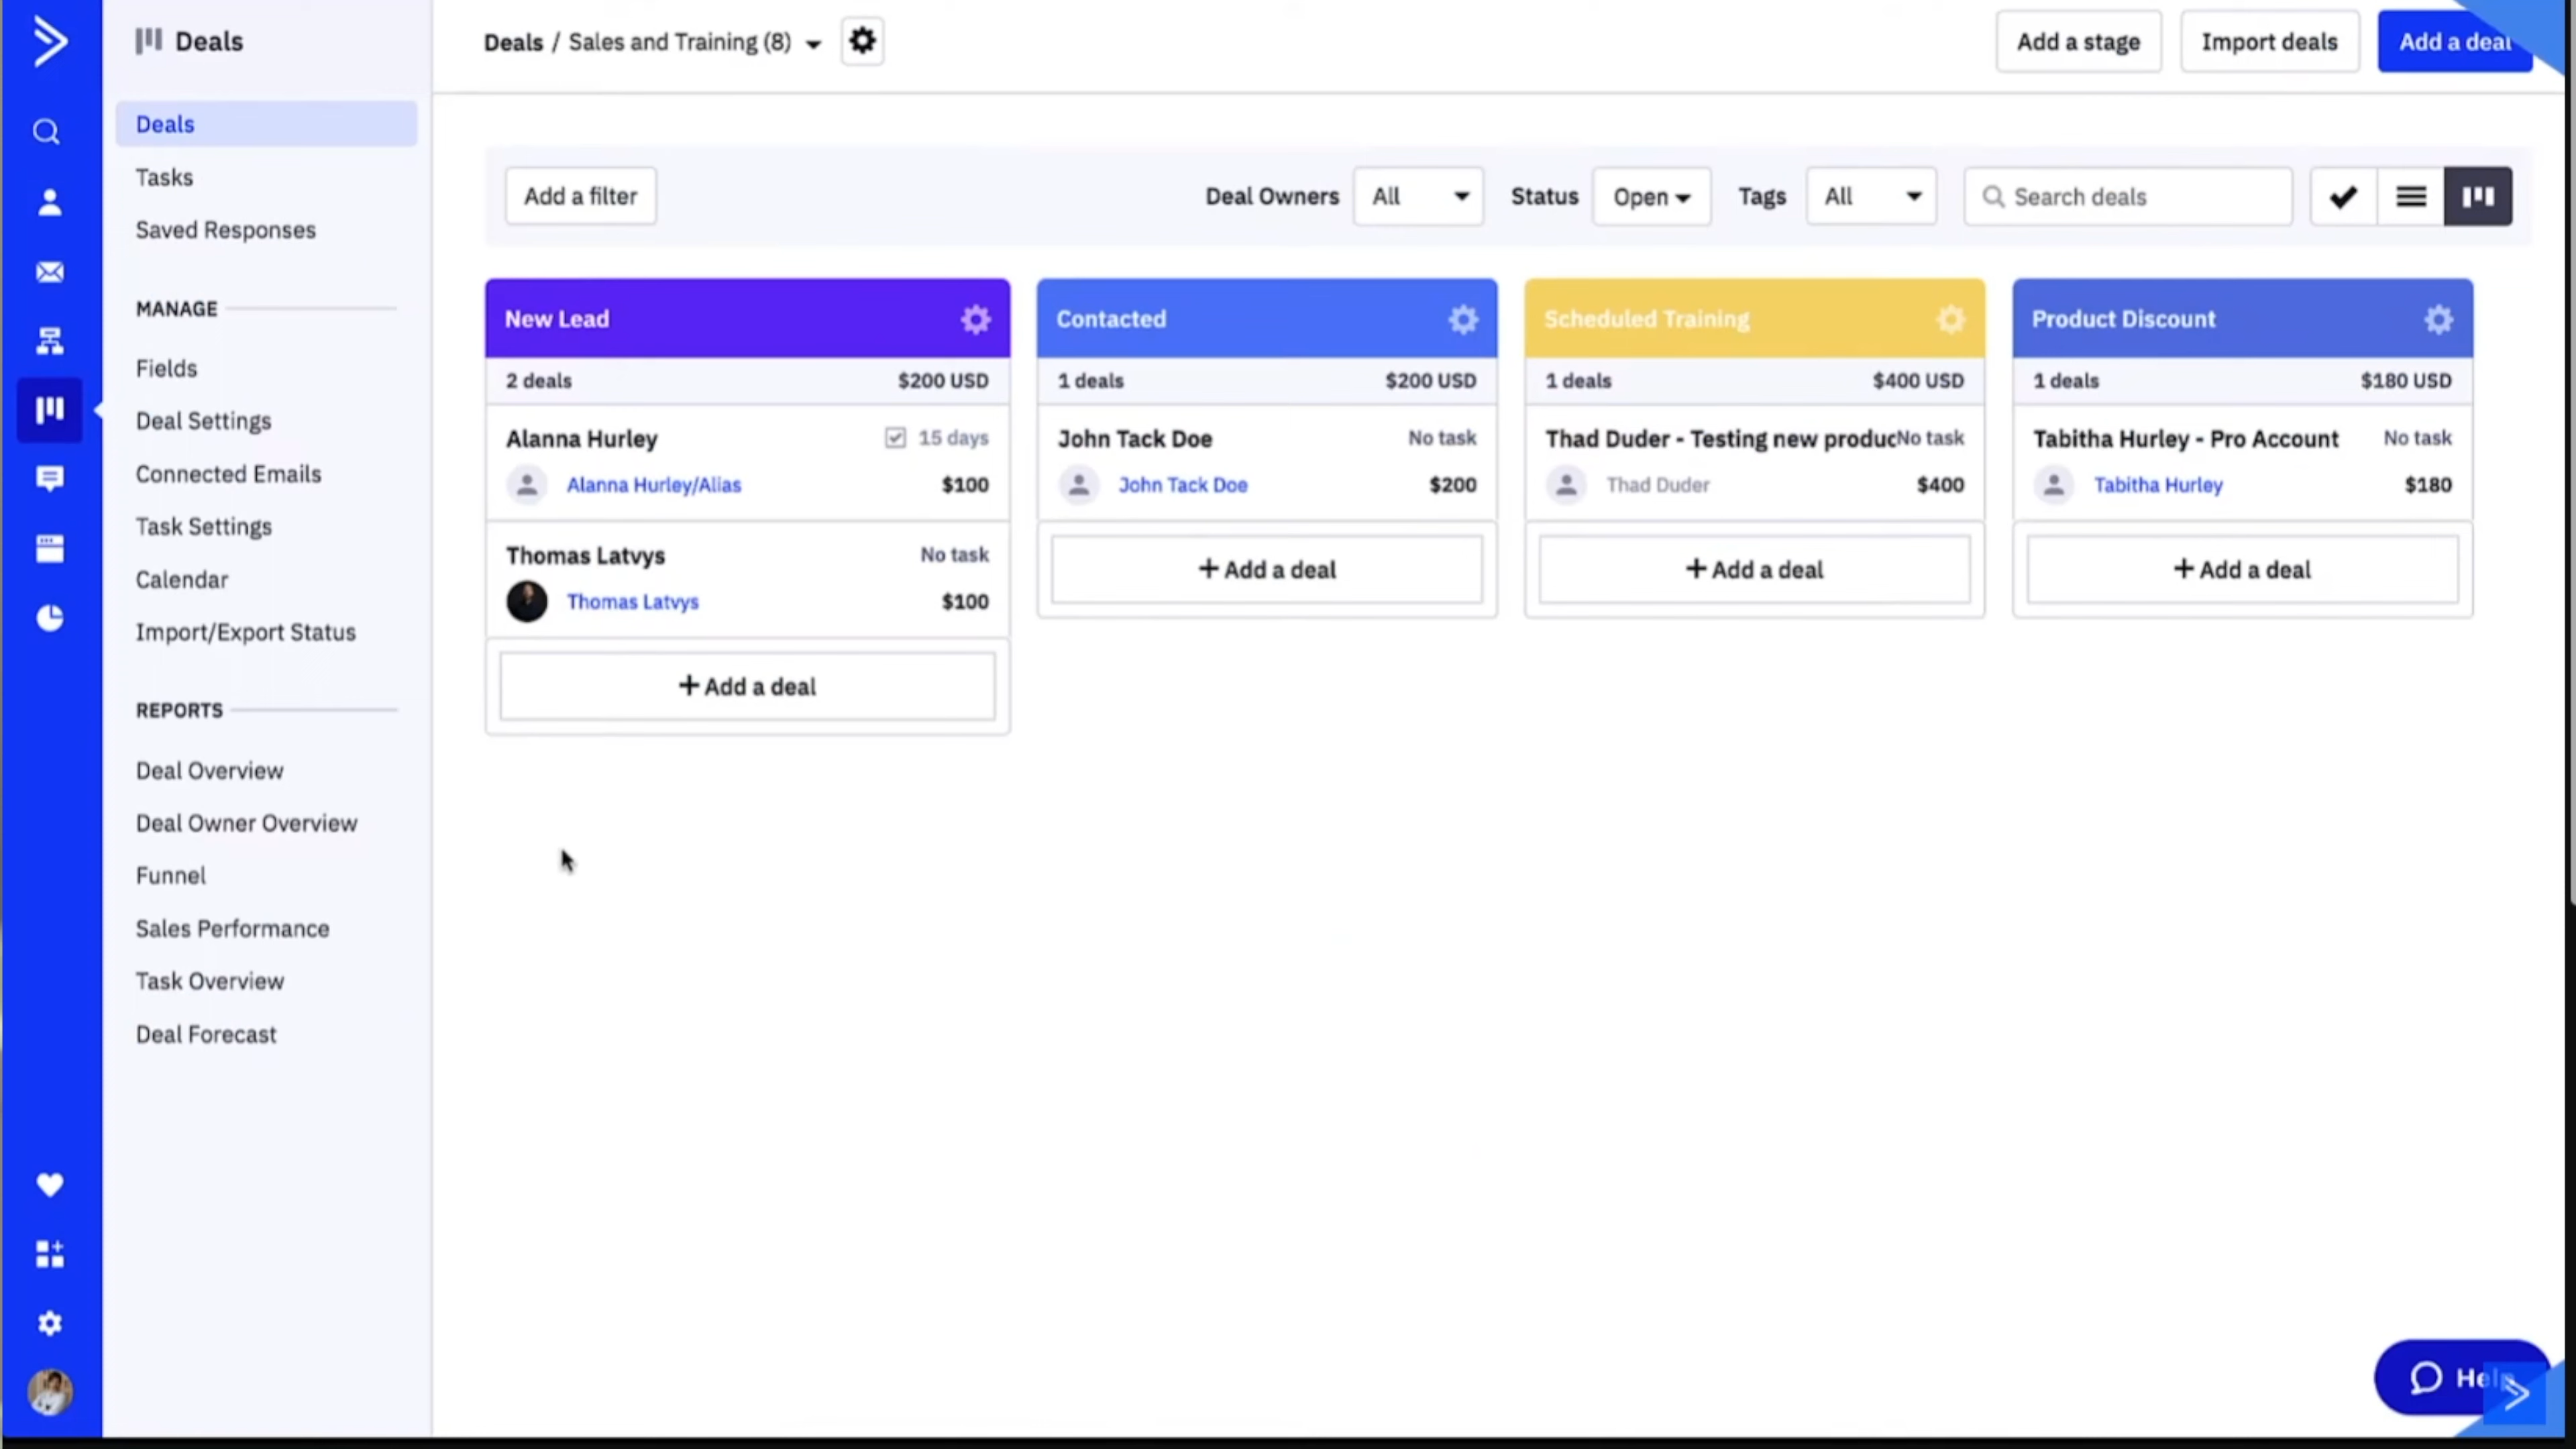 Deals
Deals / Sales and Training (8)
Add a stage
Import deals
Add a deal
Deals
Tasks
Saved Responses
MANAGE
Fields
Deal Settings
Connected Emails
Task Settings
Calendar
Import/Export Status
REPORTS
Deal Overview
Deal Owner Overview
Funnel
Sales Performance
Task Overview
Deal Forecast
Add a filter
Deal Owners All
Status Open
Tags All
Search deals
New Lead
2 deals $200 USD
Alanna Hurley 15 days
Alanna Hurley/Alias $100
Thomas Latvys No task
Thomas Latvys $100
+ Add a deal
Contacted
1 deals $200 USD
John Tack Doe No task
John Tack Doe $200
+ Add a deal
Scheduled Training
1 deals $400 USD
Thad Duder - Testing new produc No task
Thad Duder $400
+ Add a deal
Product Discount
1 deals $180 USD
Tabitha Hurley - Pro Account No task
Tabitha Hurley $180
+ Add a deal
Help